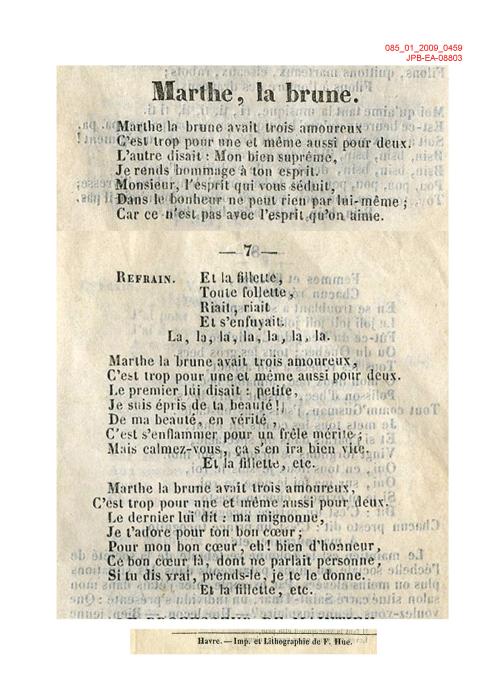 085_01_2009_0459
JPB-EA-08803
Marthe, la brune.
Marthe la brune avait trois amoureux
C'est trop pour une et même aussi pour deux.
L'autre disait : Mon bien suprême,
Je rends hommage à ton esprit.
Monsieur, l'esprit qui vous séduit,
Dans le bonheur ne peut rien par lui-même ;
Car ce n'est pas avec l'esprit qu'on aime.
— 7 —
REFRAIN. Et la fillette,
Toute follette,
Riait, riait
Et s'enfuyait.
La, la, la, la, la, la, la.
Marthe la brune avait trois amoureux,
C'est trop pour une et même aussi pour deux.
Le premier lui disait : petite,
Je suis épris de ta beauté !
De ma beauté, en vérité,
C'est s'enflammer pour un frêle mérite ;
Mais calmez-vous, ça s'en ira bien vite.
Et la fillette, etc.
Marthe la brune avait trois amoureux,
C'est trop pour une et même aussi pour deux.
Le dernier lui dit : ma mignonne,
Je t'adore pour ton bon cœur ;
Pour mon bon cœur, eh ! bien d'honneur,
Ce bon cœur là, dont ne parlait personne,
Si tu dis vrai, prends-le, je te le donne.
Et la fillette, etc.
Havre. — Imp. et Lithographie de F. Hue.